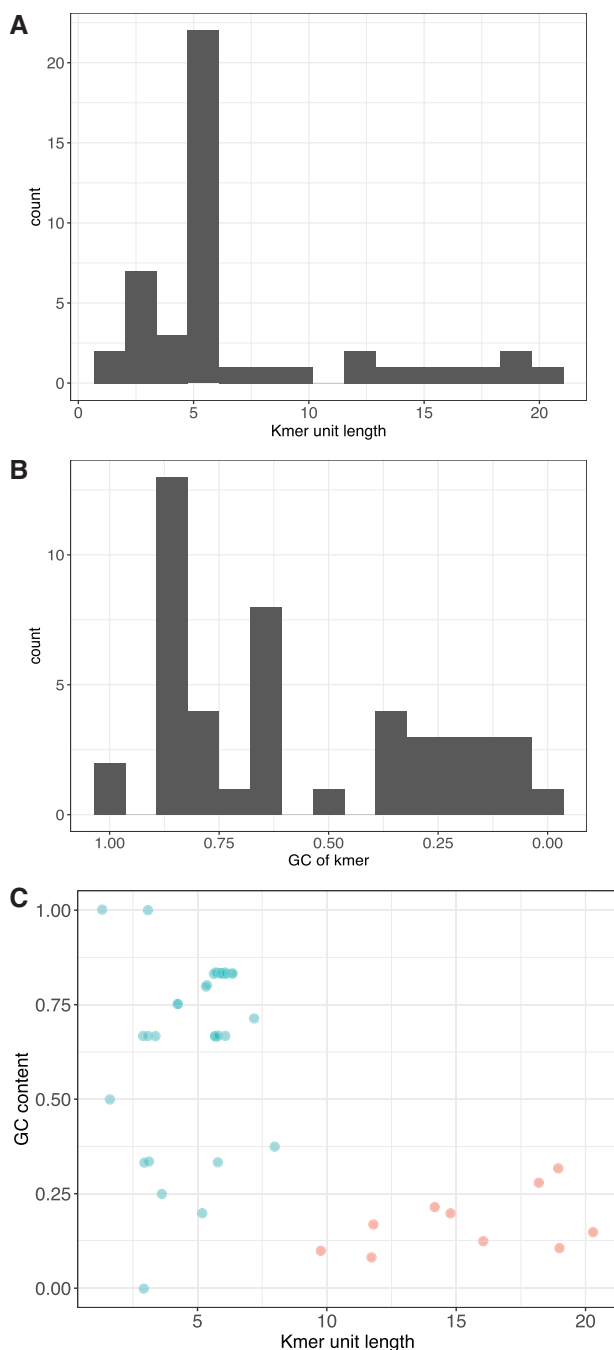 A
20
15
10
5
0
count
0 5 10 15 20
Kmer unit length
B
10
5
0
count
1.00 0.75 0.50 0.25 0.00
GC of kmer
C
1.00
0.75
0.50
0.25
0.00
GC content
5 10 15 20
Kmer unit length